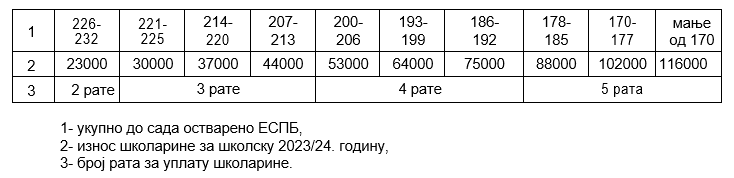 1 226-232 221-225 214-220 207-213 200-206 193-199 186-192 178-185 170-177 мање од 170
2 23000 30000 37000 44000 53000 64000 75000 88000 102000 116000
3 2 рате 3 рате 4 рате 5 рата
1- укупно до сада остварено ЕСПБ,
2- износ школарине за школску 2023/24. годину,
3- број рата за уплату школарине.